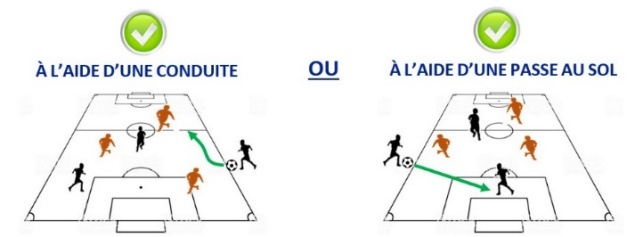 À L'AIDE D'UNE CONDUITE
OU
À L'AIDE D'UNE PASSE AU SOL